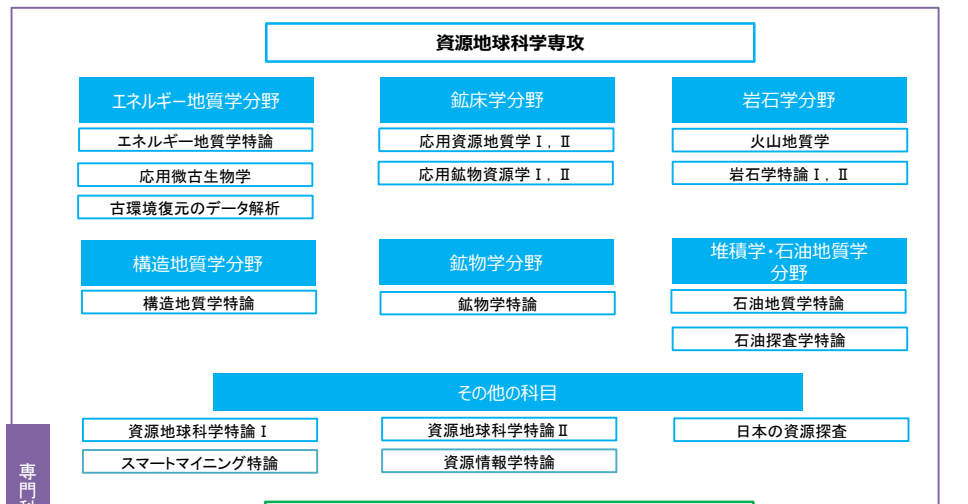 資源地球科学専攻
エネルギー地質学分野
エネルギー地質学特論
応用微古生物学
古環境復元のデータ解析
鉱床学分野
応用資源地質学Ⅰ，Ⅱ
応用鉱物資源学Ⅰ，Ⅱ
岩石学分野
火山地質学
岩石学特論Ⅰ，Ⅱ
構造地質学分野
構造地質学特論
鉱物学分野
鉱物学特論
堆積学・石油地質学
分野
石油地質学特論
石油探査学特論
その他の科目
資源地球科学特論Ⅰ
資源地球科学特論Ⅱ
日本の資源探査
スマートマイニング特論
資源情報学特論
専門